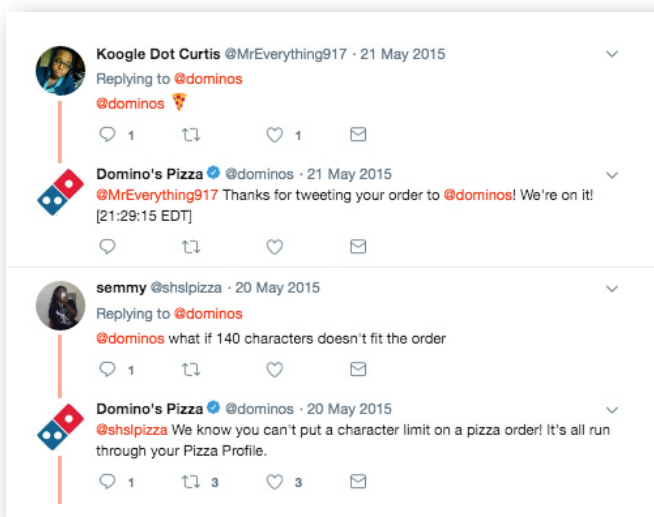 Koogle Dot Curtis @MrEverything917 · 21 May 2015
Replying to @dominos
@dominos 🍕
1 1
Domino's Pizza @dominos · 21 May 2015
@MrEverything917 Thanks for tweeting your order to @dominos! We're on it!
[21:29:15 EDT]
semmy @shslpizza · 20 May 2015
Replying to @dominos
@dominos what if 140 characters doesn't fit the order
1
Domino's Pizza @dominos · 20 May 2015
@shslpizza We know you can't put a character limit on a pizza order! It's all run
through your Pizza Profile.
1 3 3